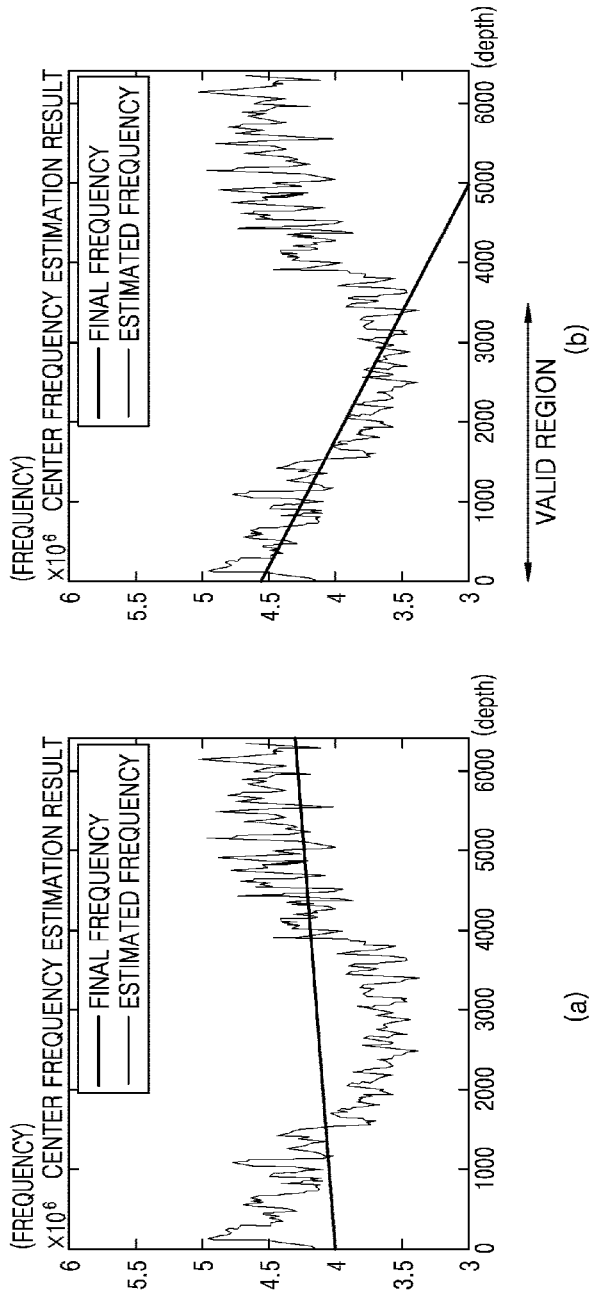 (FREQUENCY)
×10⁶ CENTER FREQUENCY ESTIMATION RESULT
6
5.5
5
4.5
4
3.5
3
FINAL FREQUENCY
ESTIMATED FREQUENCY
0 1000 2000 3000 4000 5000 6000 (depth)
(a)
(FREQUENCY)
×10⁶ CENTER FREQUENCY ESTIMATION RESULT
6
5.5
5
4.5
4
3.5
3
FINAL FREQUENCY
ESTIMATED FREQUENCY
0 1000 2000 3000 4000 5000 6000 (depth)
VALID REGION
(b)